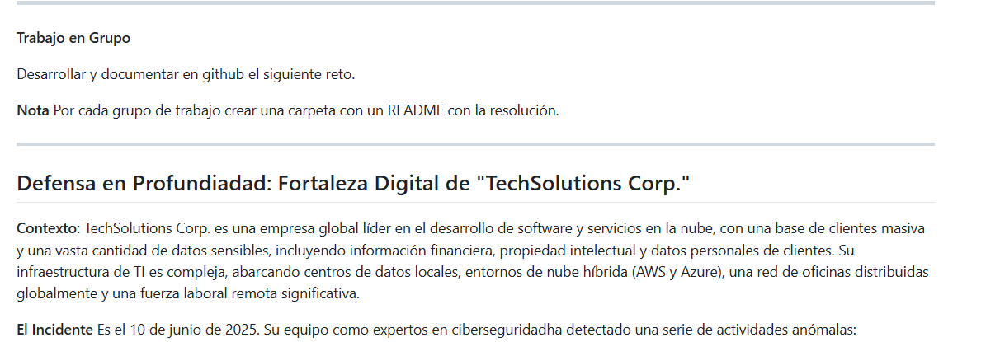 Trabajo en Grupo
Desarrollar y documentar en github el siguiente reto.
Nota Por cada grupo de trabajo crear una carpeta con un README con la resolución.
Defensa en Profundiadad: Fortaleza Digital de "TechSolutions Corp."
Contexto: TechSolutions Corp. es una empresa global líder en el desarrollo de software y servicios en la nube, con una base de clientes masiva
y una vasta cantidad de datos sensibles, incluyendo información financiera, propiedad intelectual y datos personales de clientes. Su
infraestructura de TI es compleja, abarcando centros de datos locales, entornos de nube híbrida (AWS y Azure), una red de oficinas distribuidas
globalmente y una fuerza laboral remota significativa.
El Incidente Es el 10 de junio de 2025. Su equipo como expertos en ciberseguridadha detectado una serie de actividades anómalas: